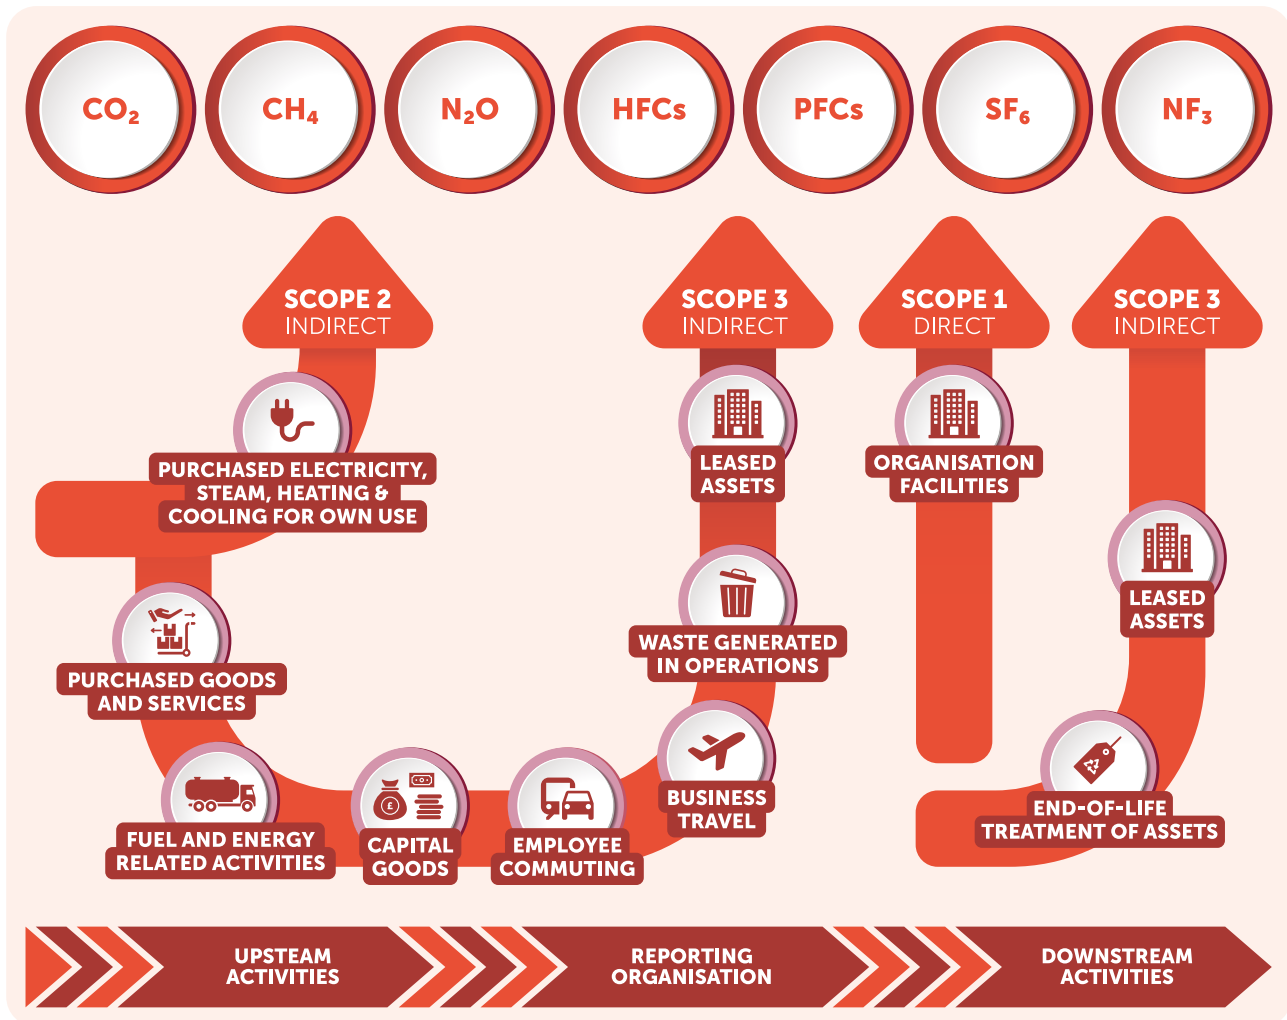 CO₂
CH₄
N₂O
HFCs
PFCs
SF₆
NF₃
SCOPE 2
INDIRECT
SCOPE 3
INDIRECT
SCOPE 1
DIRECT
SCOPE 3
INDIRECT
PURCHASED ELECTRICITY,
STEAM, HEATING &
COOLING FOR OWN USE
LEASED
ASSETS
ORGANISATION
FACILITIES
LEASED
ASSETS
PURCHASED GOODS
AND SERVICES
WASTE GENERATED
IN OPERATIONS
FUEL AND ENERGY
RELATED ACTIVITIES
£
CAPITAL
GOODS
EMPLOYEE
COMMUTING
BUSINESS
TRAVEL
END-OF-LIFE
TREATMENT OF ASSETS
UPSTEAM
ACTIVITIES
REPORTING
ORGANISATION
DOWNSTREAM
ACTIVITIES